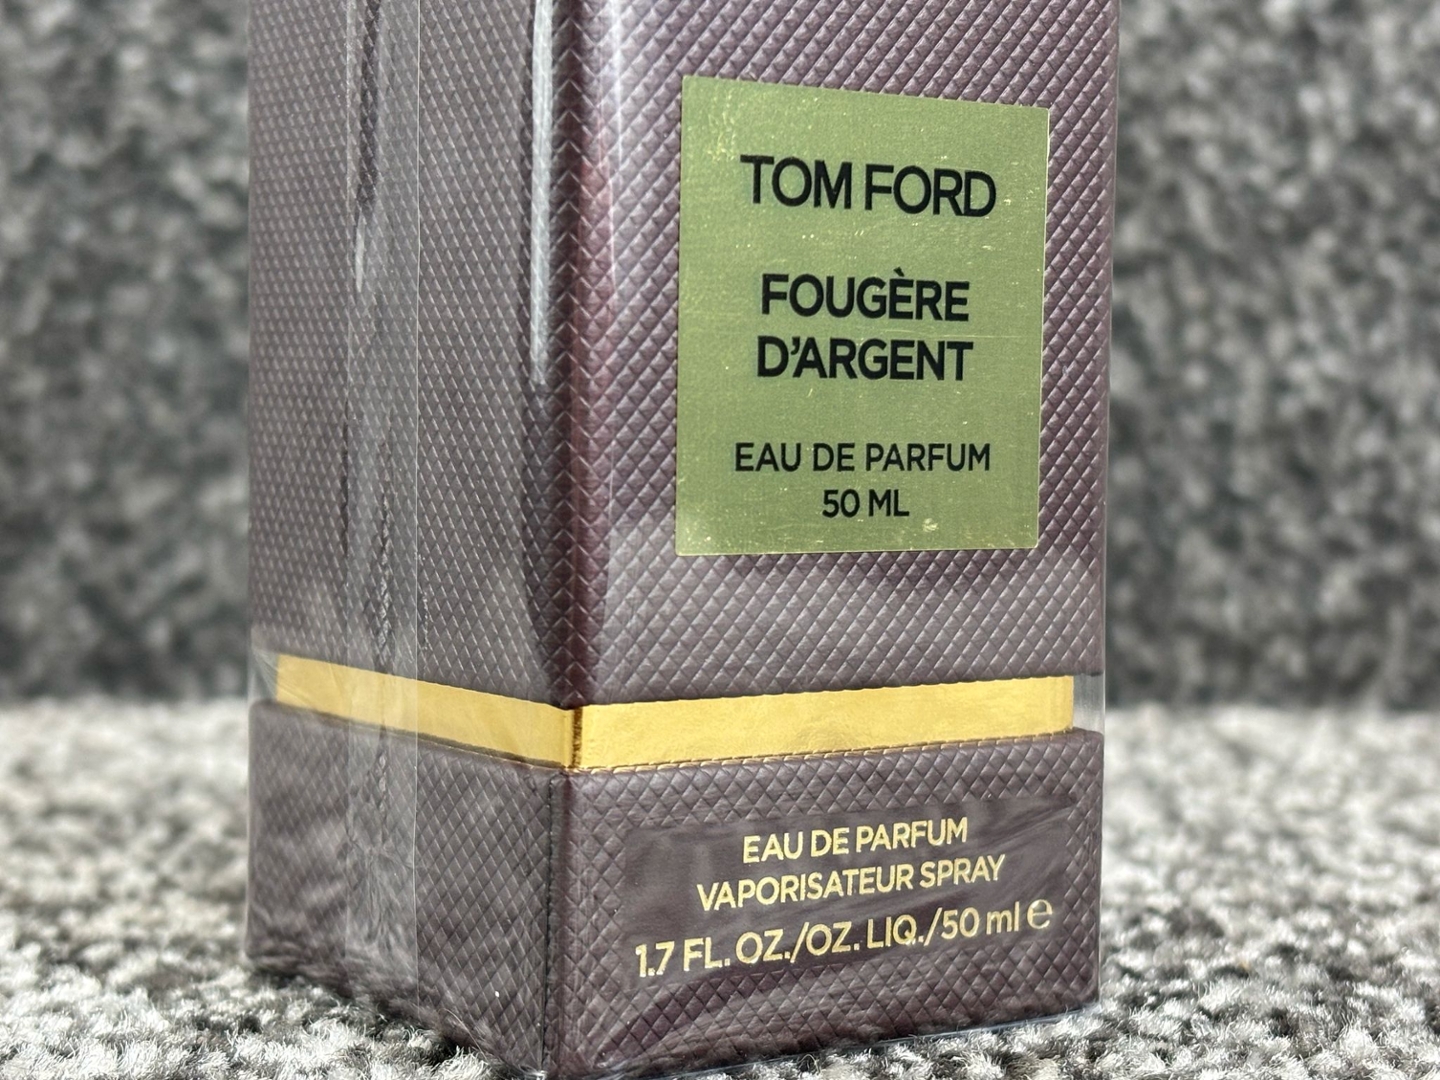 TOM FORD
FOUGÈRE
D'ARGENT
EAU DE PARFUM
50 ML
EAU DE PARFUM
VAPORISATEUR SPRAY
1.7 FL. OZ./OZ. LIQ./50 ml ℮